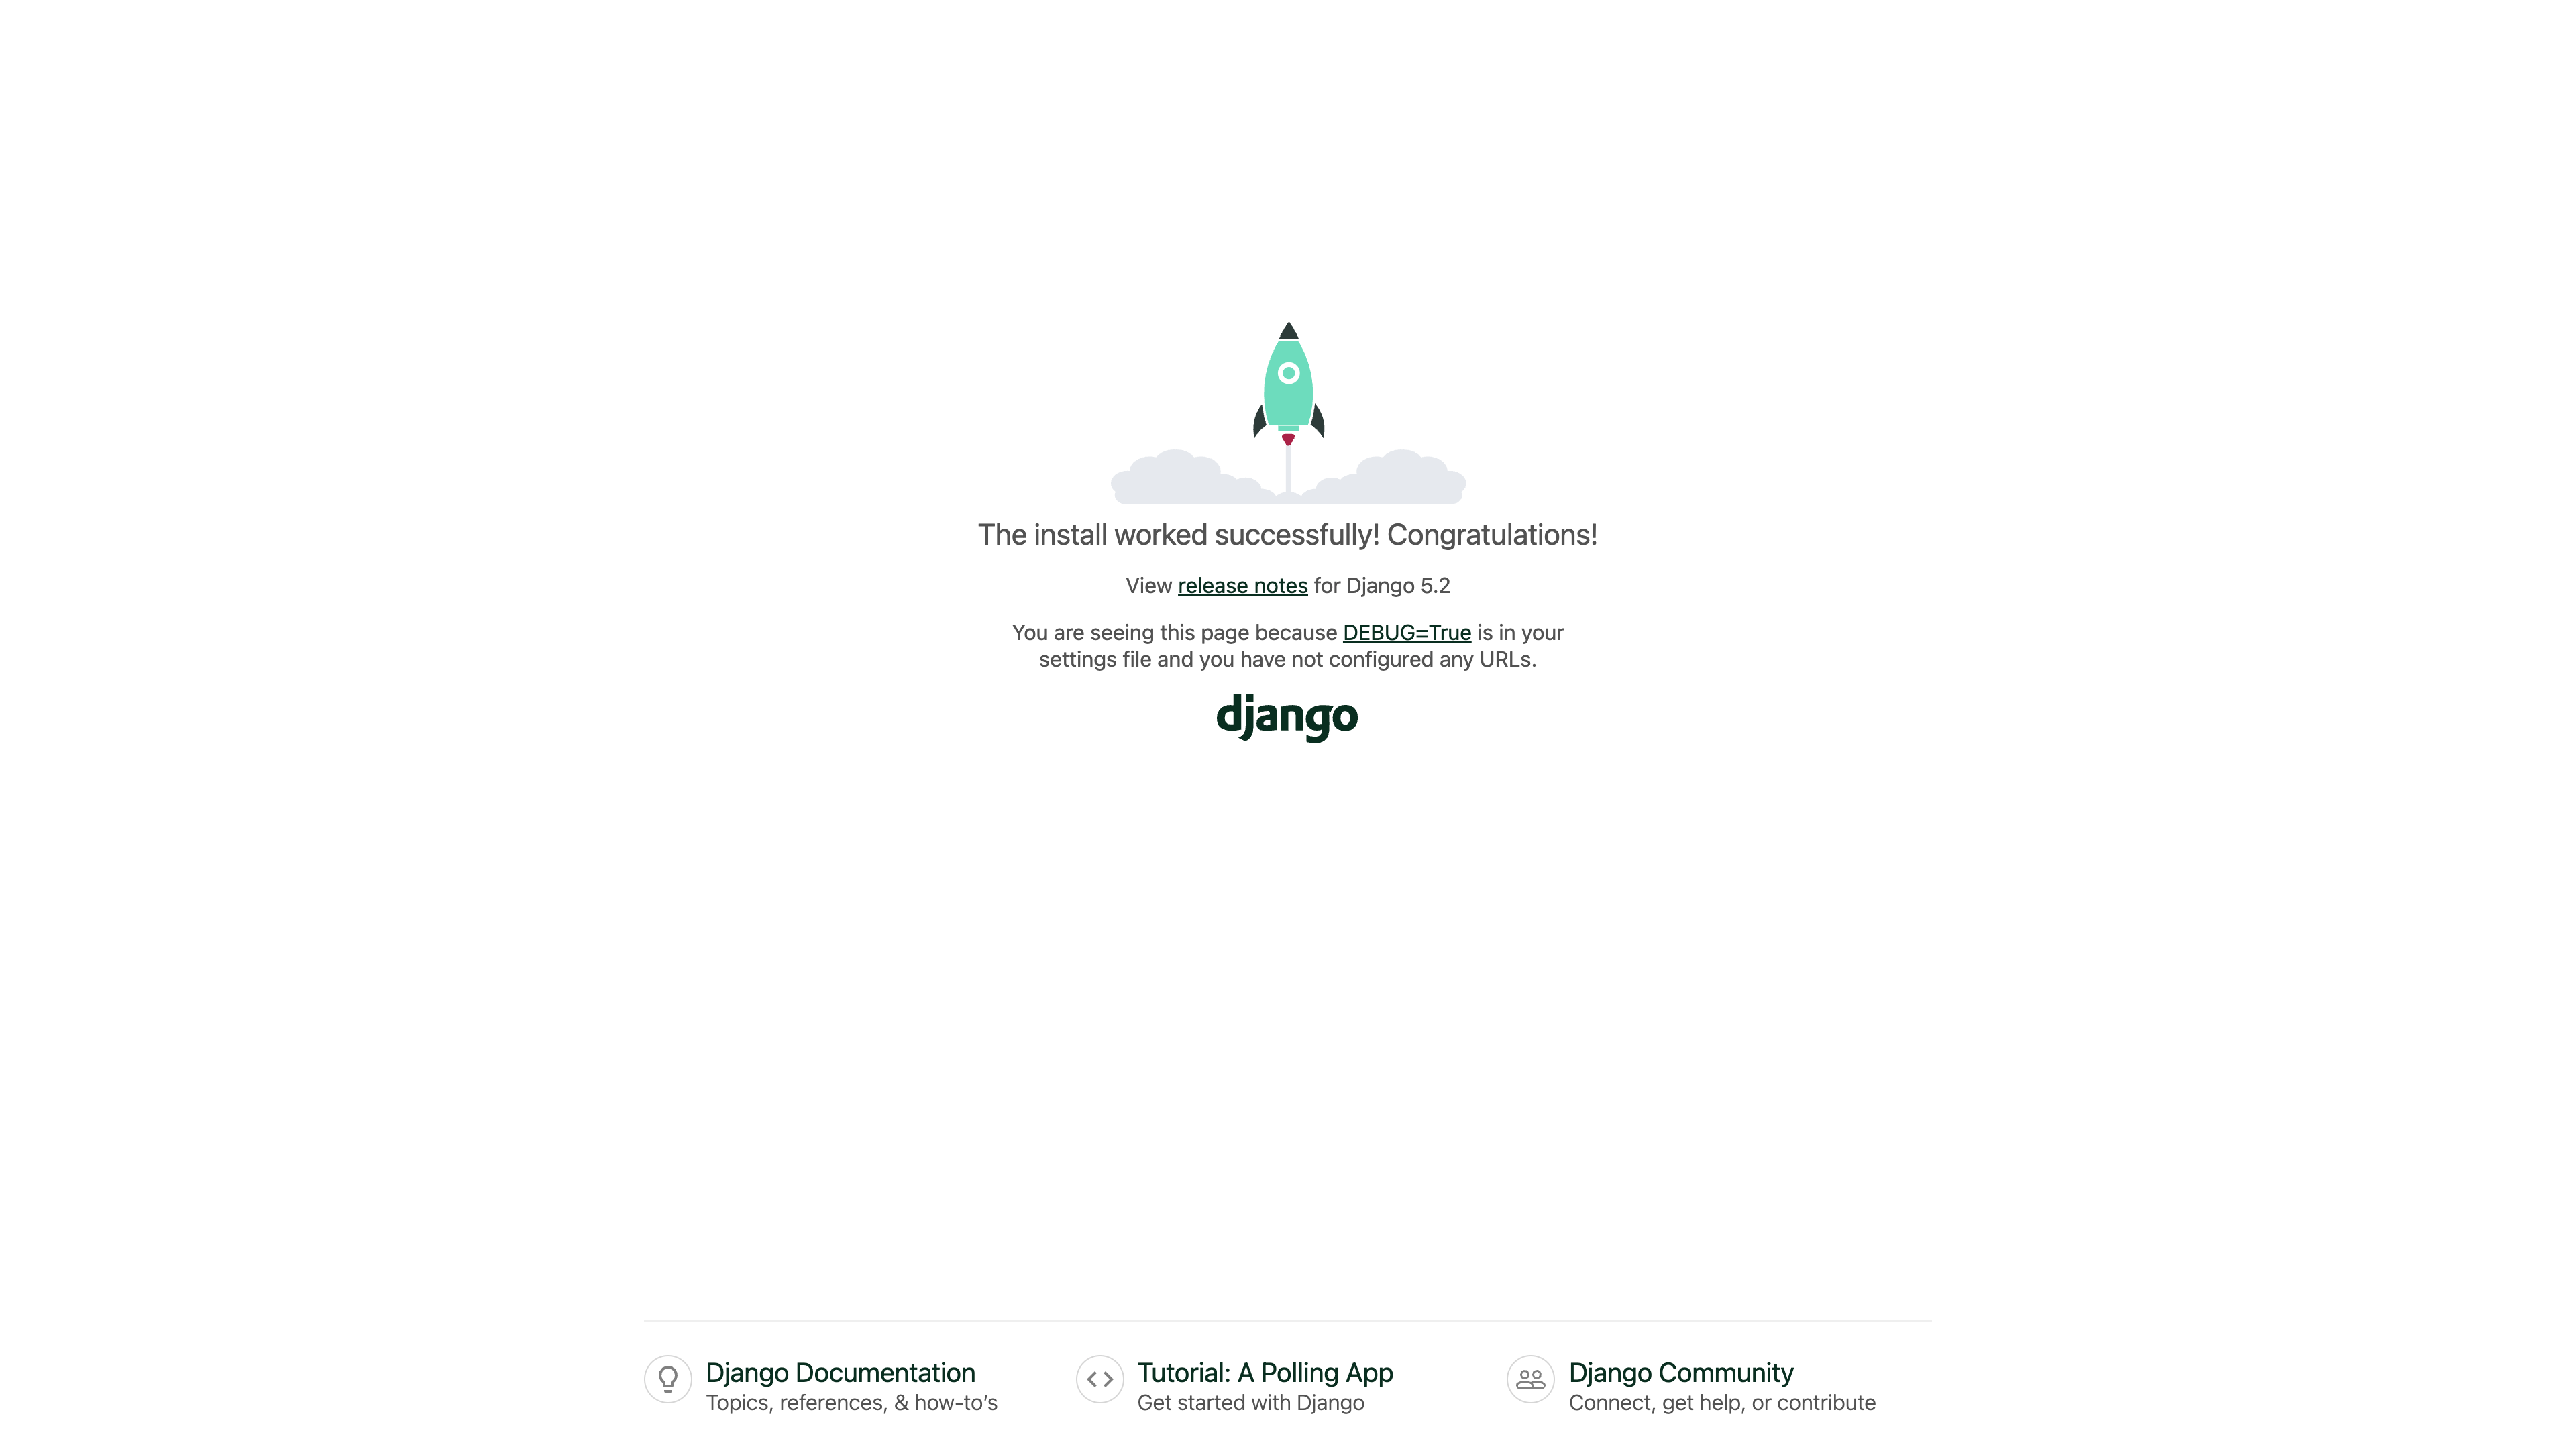 The install worked successfully! Congratulations!
View release notes for Django 5.2
You are seeing this page because DEBUG=True is in your
settings file and you have not configured any URLs.
django
Django Documentation
Topics, references, & how-to’s
Tutorial: A Polling App
Get started with Django
Django Community
Connect, get help, or contribute